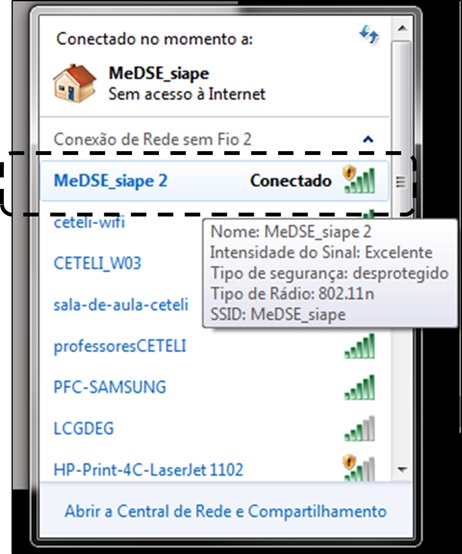 Conectado no momento a:
MeDSE_siape
Sem acesso à Internet
Conexão de Rede sem Fio 2
MeDSE_siape 2 Conectado
ceteli-wifi
Nome: MeDSE_siape 2
Intensidade do Sinal: Excelente
Tipo de segurança: desprotegido
Tipo de Rádio: 802.11n
SSID: MeDSE_siape
CETELI_W03
sala-de-aula-ceteli
professoresCETELI
PFC-SAMSUNG
LCGDEG
HP-Print-4C-LaserJet 1102
Abrir a Central de Rede e Compartilhamento